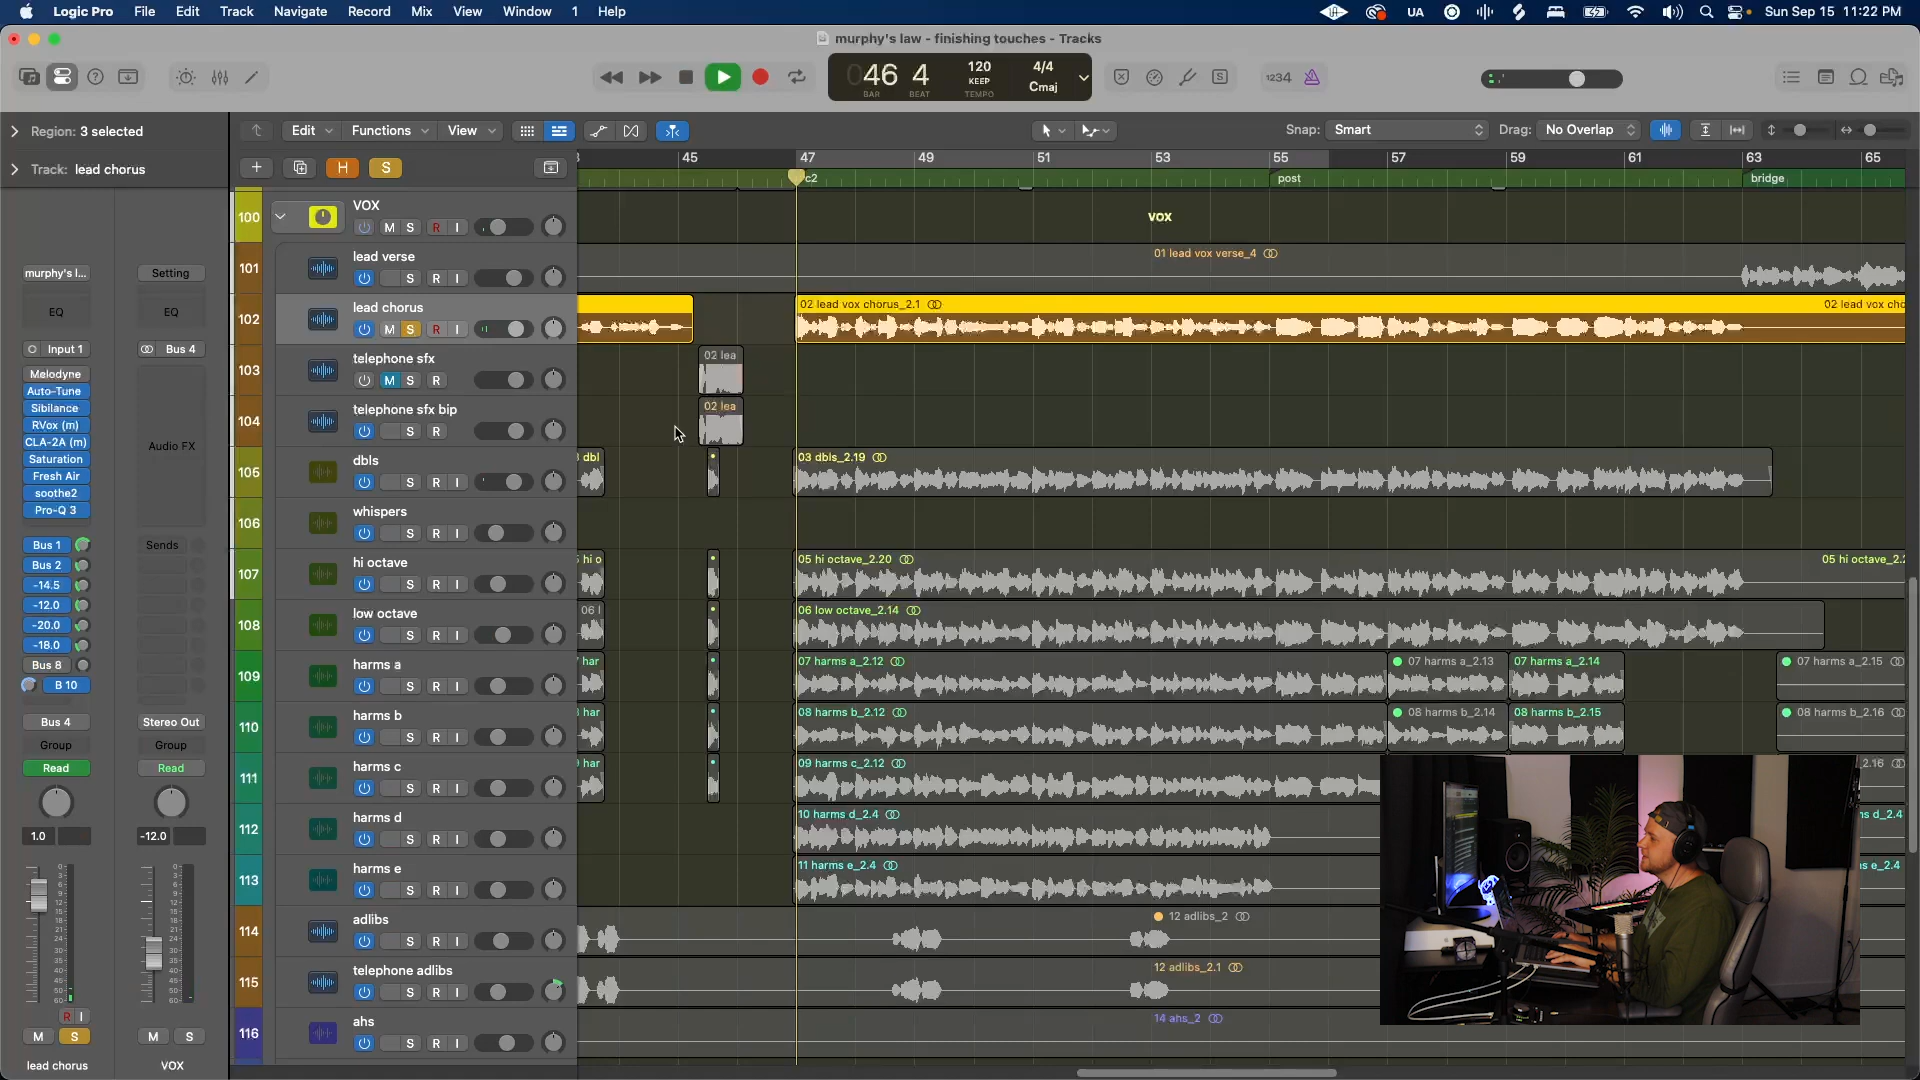 Logic Pro File Edit Track Navigate Record Mix View Window 1 Help
UA Sun Sep 15 11:22 PM
murphy's law - finishing touches - Tracks
046 4 120 4/4
KEEP Cmaj
BAR BEAT TEMPO
1234
Region: 3 selected
Edit Functions View
Snap: Smart Drag: No Overlap
Track: lead chorus
H S
45 47 49 51 53 55 57 59 61 63 65
c2 post bridge
100 VOX
M S R I
VOX
101 lead verse
S R I
01 lead vox verse_4
102 lead chorus
M S R I
02 lead vox chorus_2.1
02 lead vox cho
103 telephone sfx
M S R
02 lea
104 telephone sfx bip
S R
02 lea
105 dbls
S R I
dbl
03 dbls_2.19
106 whispers
S R I
107 hi octave
S R I
hi o
05 hi octave_2.20
05 hi octave_2.2
108 low octave
S R I
06 l
06 low octave_2.14
109 harms a
S R I
har
07 harms a_2.12
07 harms a_2.13
07 harms a_2.14
07 harms a_2.15
110 harms b
S R I
har
08 harms b_2.12
08 harms b_2.14
08 harms b_2.15
08 harms b_2.16
111 harms c
S R I
har
09 harms c_2.12
2.16
112 harms d
S R I
10 harms d_2.4
s d_2.4
113 harms e
S R I
11 harms e_2.4
s e_2.4
114 adlibs
S R I
12 adlibs_2
115 telephone adlibs
S R I
12 adlibs_2.1
116 ahs
S R I
14 ahs_2
murphy's l... Setting
EQ EQ
Input 1 Bus 4
Melodyne
Auto-Tune
Sibilance
RVox (m)
CLA-2A (m) Audio FX
Saturation
Fresh Air
soothe2
Pro-Q 3
Bus 1 Sends
Bus 2
-14.5
-12.0
-20.0
-18.0
Bus 8
B 10
Bus 4 Stereo Out
Group Group
Read Read
1.0 -12.0
R I
M S M S
lead chorus VOX